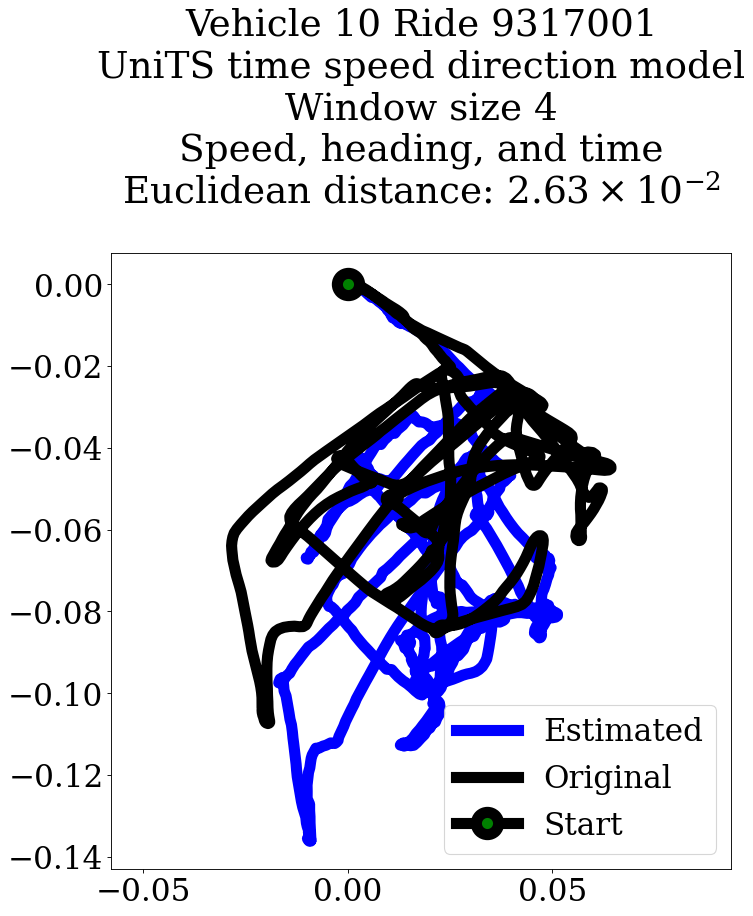 Vehicle 10 Ride 9317001
UniTS time speed direction model
Window size 4
Speed, heading, and time
Euclidean distance: 2.63 × 10⁻²
0.00
−0.02
−0.04
−0.06
−0.08
−0.10
−0.12
−0.14
−0.05 0.00 0.05
Estimated
Original
Start